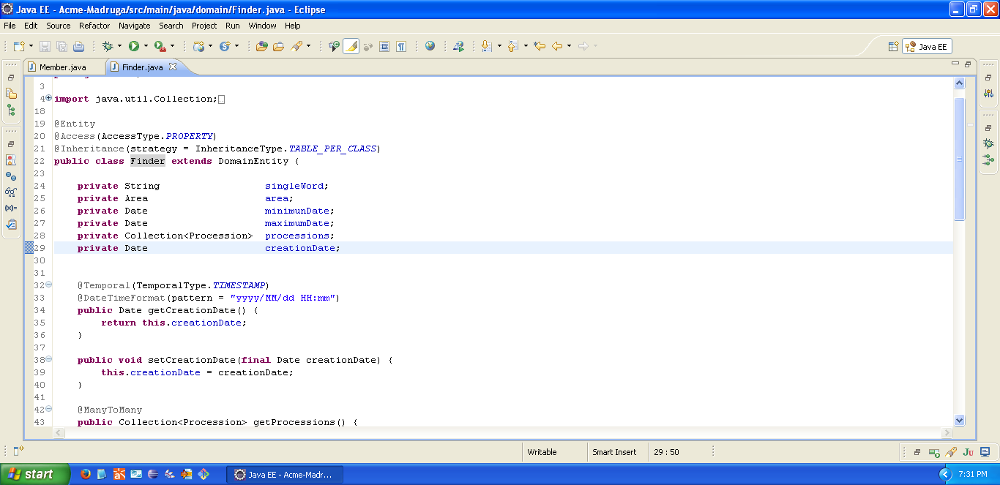 Java EE - Acme-Madruga/src/main/java/domain/Finder.java - Eclipse
File Edit Source Refactor Navigate Search Project Run Window Help
Java EE
Member.java Finder.java
3
4 import java.util.Collection;
18
19 @Entity
20 @Access(AccessType.PROPERTY)
21 @Inheritance(strategy = InheritanceType.TABLE_PER_CLASS)
22 public class Finder extends DomainEntity {
23
24 private String singleWord;
25 private Area area;
26 private Date minimunDate;
27 private Date maximumDate;
28 private Collection<Procession> processions;
29 private Date creationDate;
30
31
32 @Temporal(TemporalType.TIMESTAMP)
33 @DateTimeFormat(pattern = "yyyy/MM/dd HH:mm")
34 public Date getCreationDate() {
35 return this.creationDate;
36 }
37
38 public void setCreationDate(final Date creationDate) {
39 this.creationDate = creationDate;
40 }
41
42 @ManyToMany
43 public Collection<Procession> getProcessions() {
Writable Smart Insert 29 : 50
start Java EE - Acme-Madr... 7:31 PM